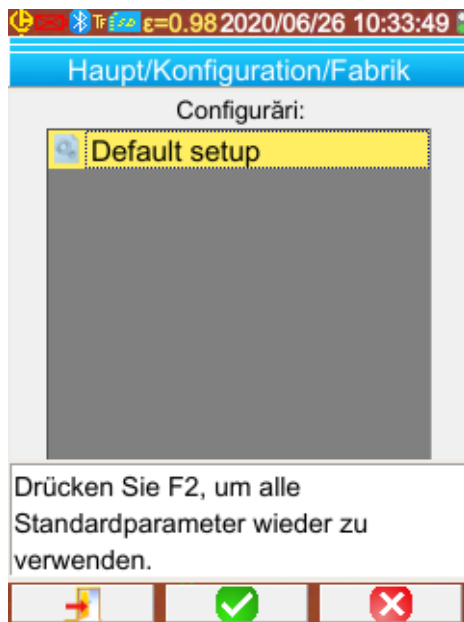 TF ε=0.98 2020/06/26 10:33:49
Haupt/Konfiguration/Fabrik
Configurări:
Default setup
Drücken Sie F2, um alle
Standardparameter wieder zu
verwenden.